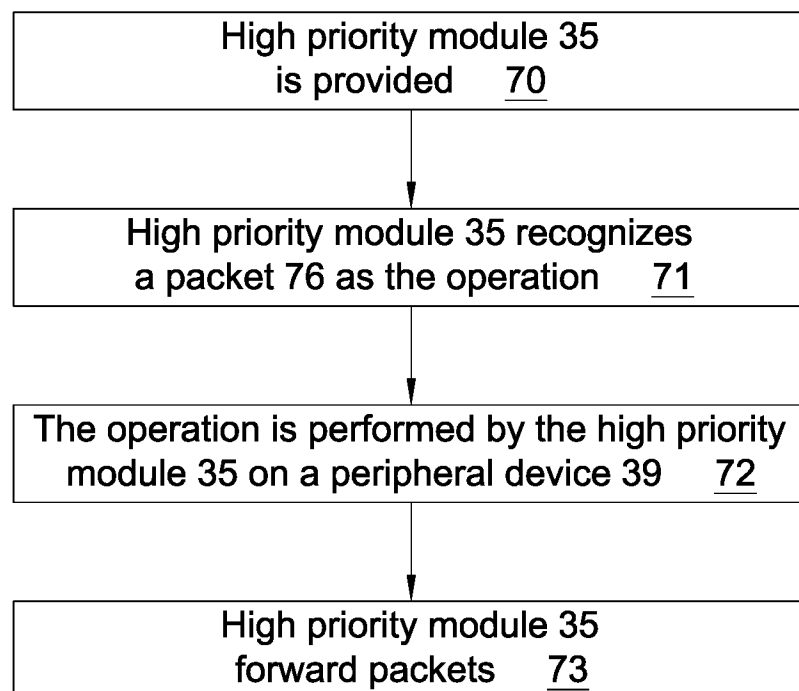 High priority module 35
is provided 70
High priority module 35 recognizes
a packet 76 as the operation 71
The operation is performed by the high priority
module 35 on a peripheral device 39 72
High priority module 35
forward packets 73